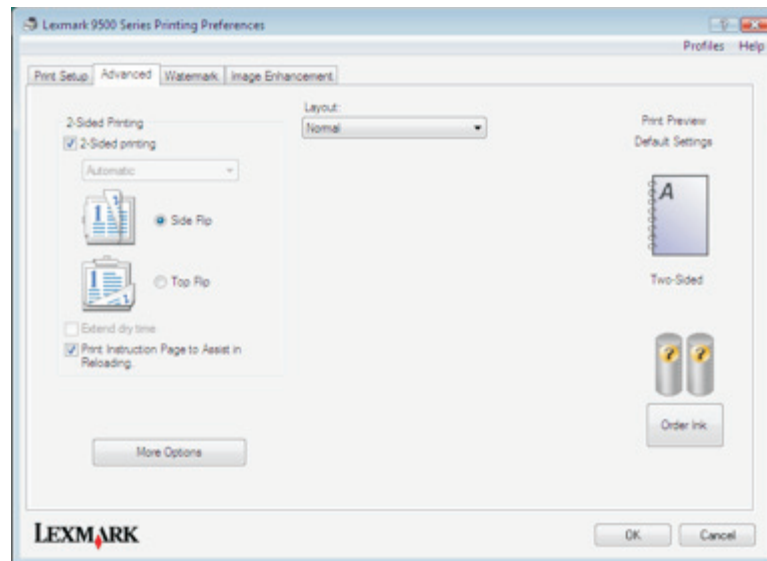 Lexmark 9500 Series Printing Preferences
Profiles Help
Print Setup Advanced Watermark Image Enhancement
2-Sided Printing
2-Sided printing
Automatic
Side Flip
Top Flip
Extend dry time
Print Instruction Page to Assist in
Reloading.
More Options
Layout:
Normal
Print Preview
Default Settings
A
Two-Sided
? ?
Order Ink
LEXMARK
OK Cancel